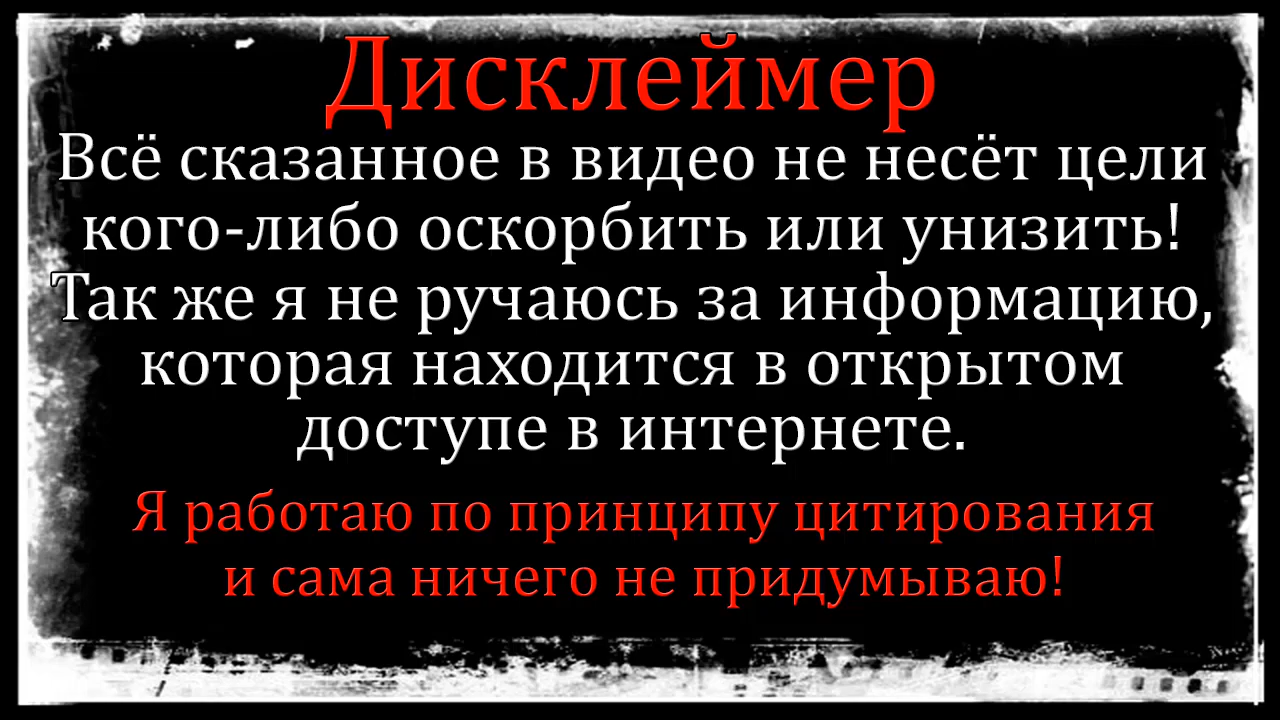 Дисклеймер
Всё сказанное в видео не несёт цели
кого-либо оскорбить или унизить!
Так же я не ручаюсь за информацию,
которая находится в открытом
доступе в интернете.
Я работаю по принципу цитирования
и сама ничего не придумываю!